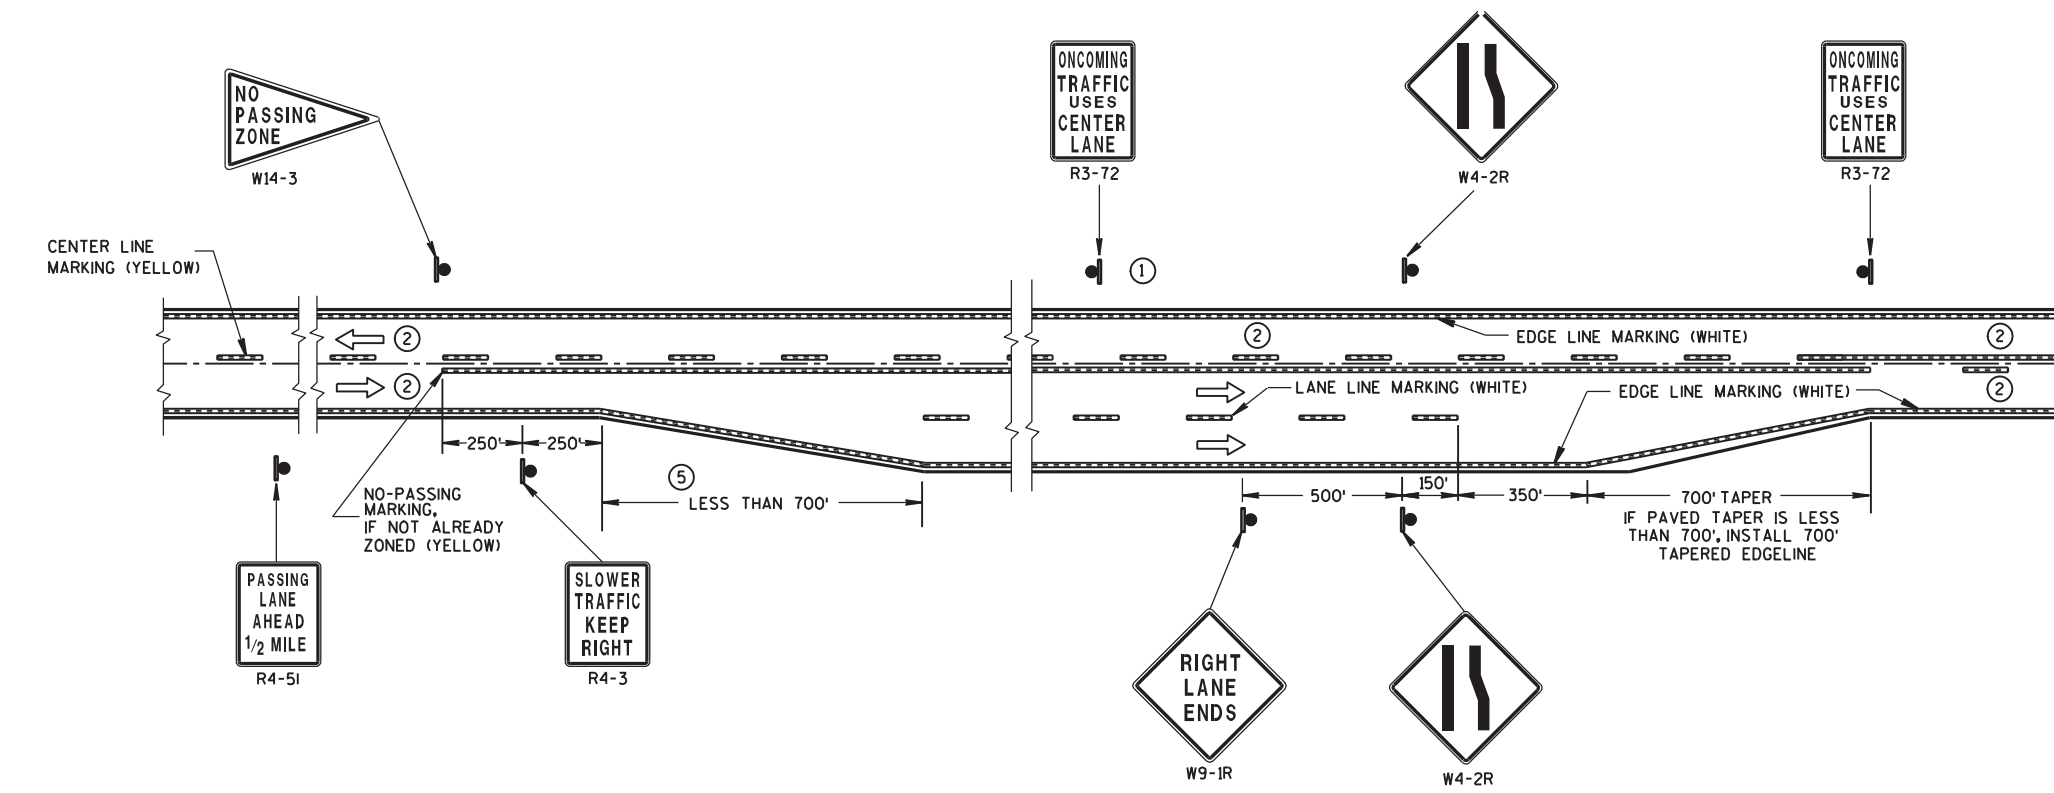 NO
PASSING
ZONE
W14-3
ONCOMING
TRAFFIC
USES
CENTER
LANE
R3-72
W4-2R
ONCOMING
TRAFFIC
USES
CENTER
LANE
R3-72
CENTER LINE
MARKING (YELLOW)
1
2
2
EDGE LINE MARKING (WHITE)
2
2
LANE LINE MARKING (WHITE)
EDGE LINE MARKING (WHITE)
2
250'
250'
NO-PASSING
MARKING,
IF NOT ALREADY
ZONED (YELLOW)
5
LESS THAN 700'
500'
150'
350'
700' TAPER
IF PAVED TAPER IS LESS
THAN 700', INSTALL 700'
TAPERED EDGELINE
PASSING
LANE
AHEAD
1/2 MILE
R4-51
SLOWER
TRAFFIC
KEEP
RIGHT
R4-3
RIGHT
LANE
ENDS
W9-1R
W4-2R